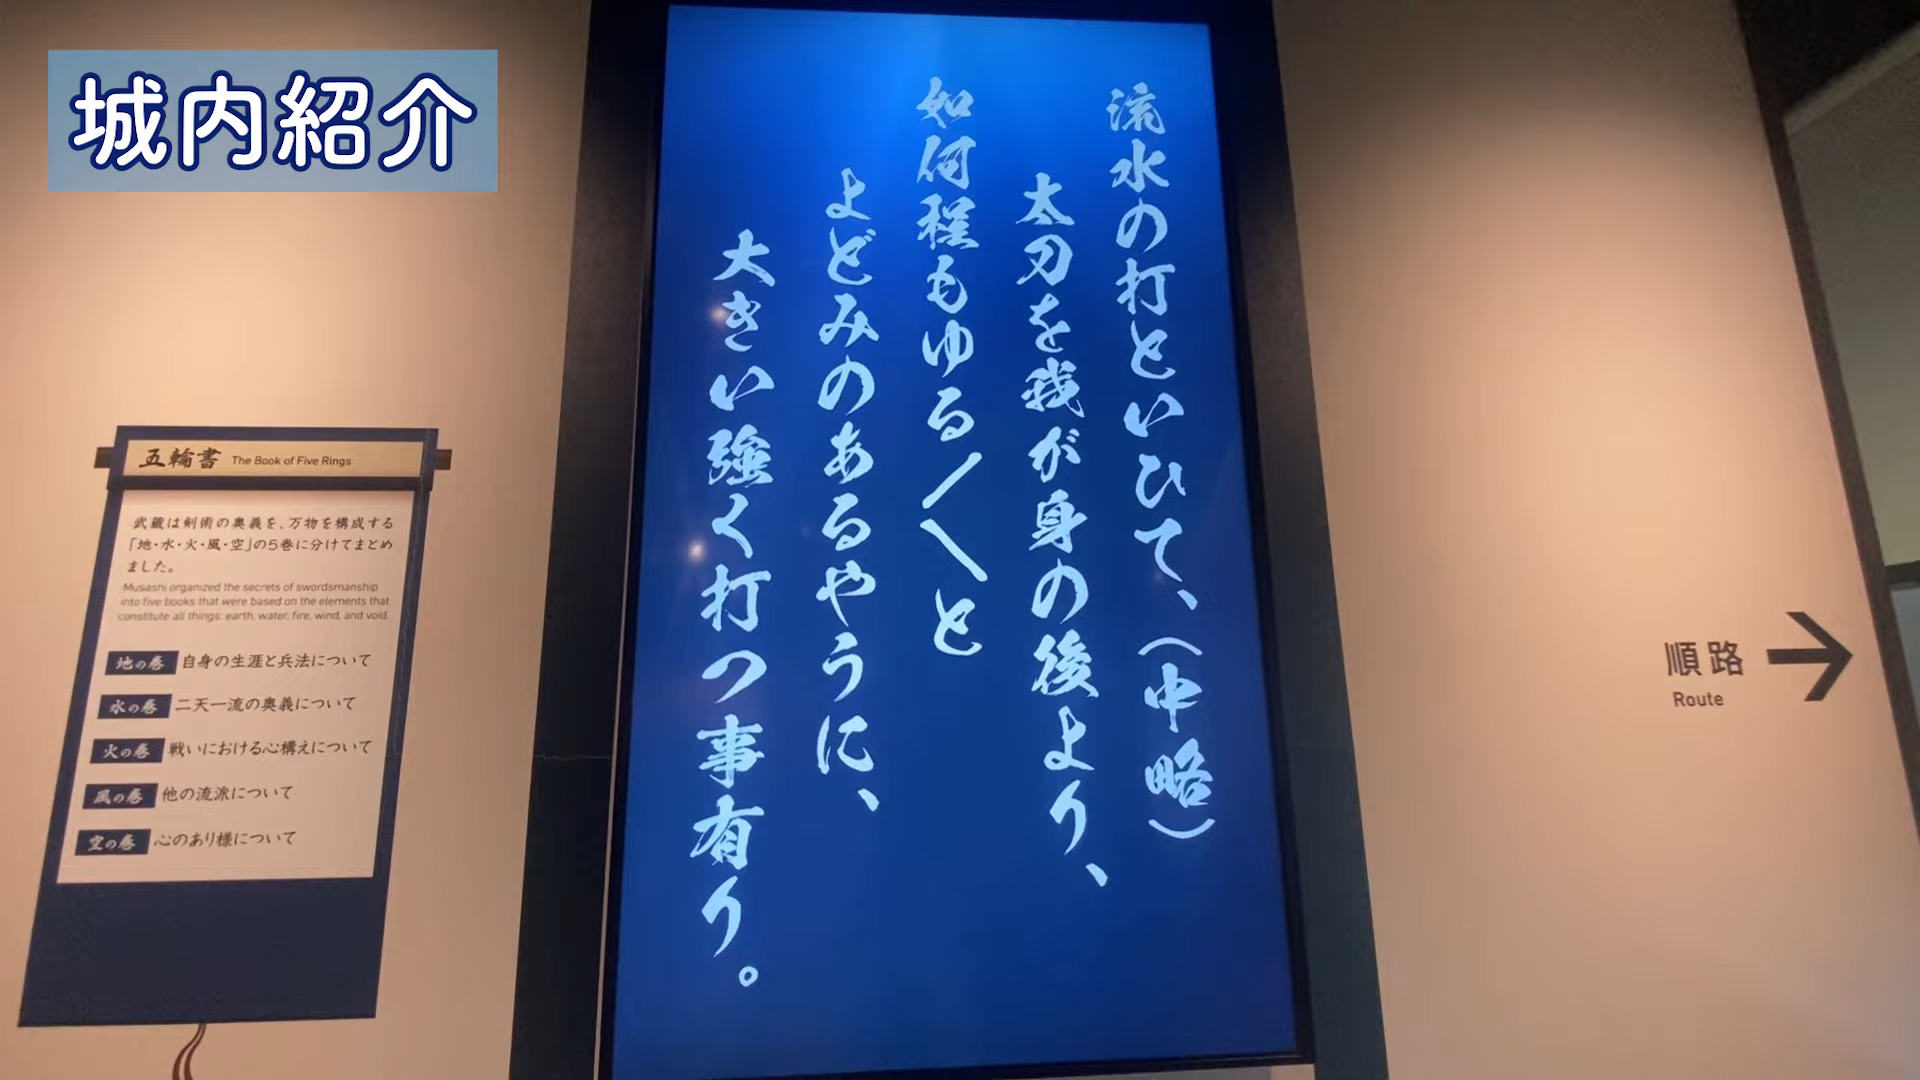 城内紹介
流水の打といひて、（中略）
太刀を我が身の後より、
如何程もゆる〳〵と
よどみのあるやうに、
大きい強く打つ事有り。
五輪書 The Book of Five Rings
武蔵は剣術の奥義を、万物を構成する
「地・水・火・風・空」の5巻に分けてまとめ
ました。
Musashi organized the secrets of swordsmanship
into five books that were based on the elements that
constitute all things: earth, water, fire, wind, and void.
地の巻 自身の生涯と兵法について
水の巻 二天一流の奥義について
火の巻 戦いにおける心構えについて
風の巻 他の流派について
空の巻 心のあり様について
順路
Route